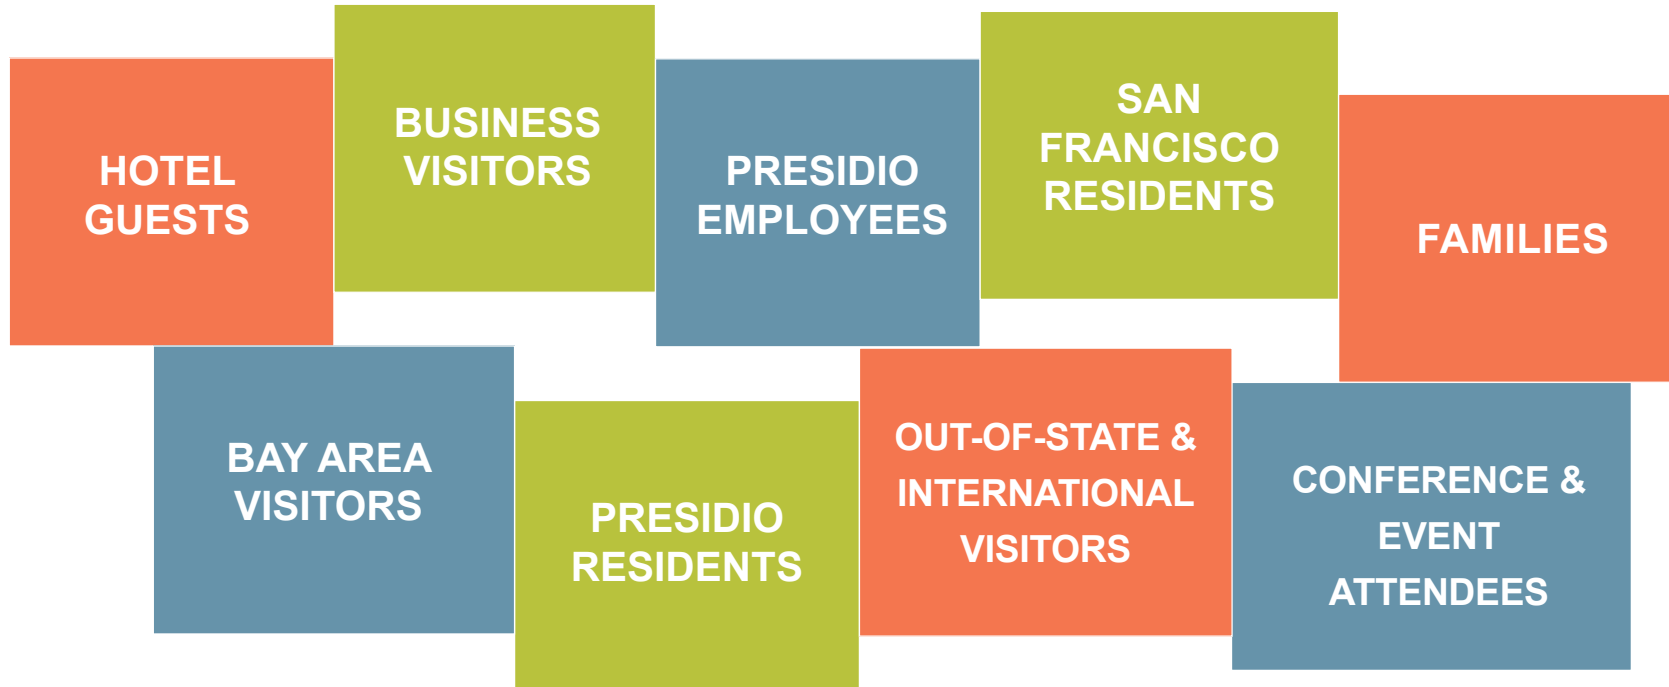 HOTEL
GUESTS
BUSINESS
VISITORS
PRESIDIO
EMPLOYEES
SAN
FRANCISCO
RESIDENTS
FAMILIES
BAY AREA
VISITORS
PRESIDIO
RESIDENTS
OUT-OF-STATE &
INTERNATIONAL
VISITORS
CONFERENCE &
EVENT
ATTENDEES